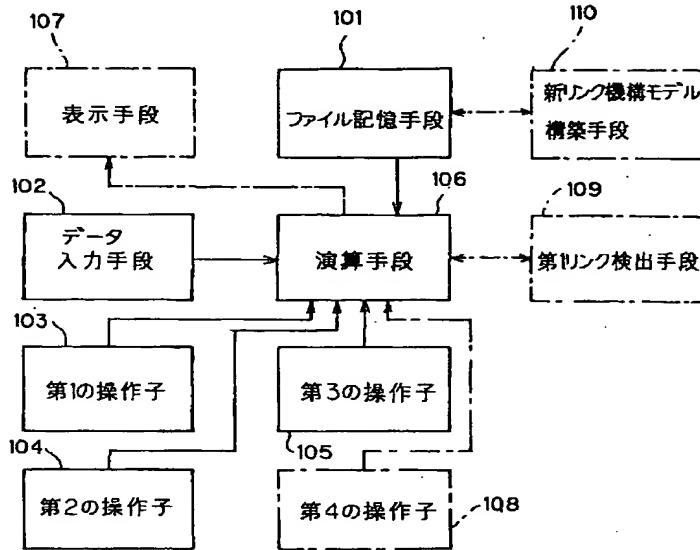 107
表示手段
101
ファイル記憶手段
110
新リンク機構モデル
構築手段
102
データ
入力手段
106
演算手段
109
第1リンク検出手段
103
第1の操作子
第3の操作子
105
104
第2の操作子
第4の操作子
108